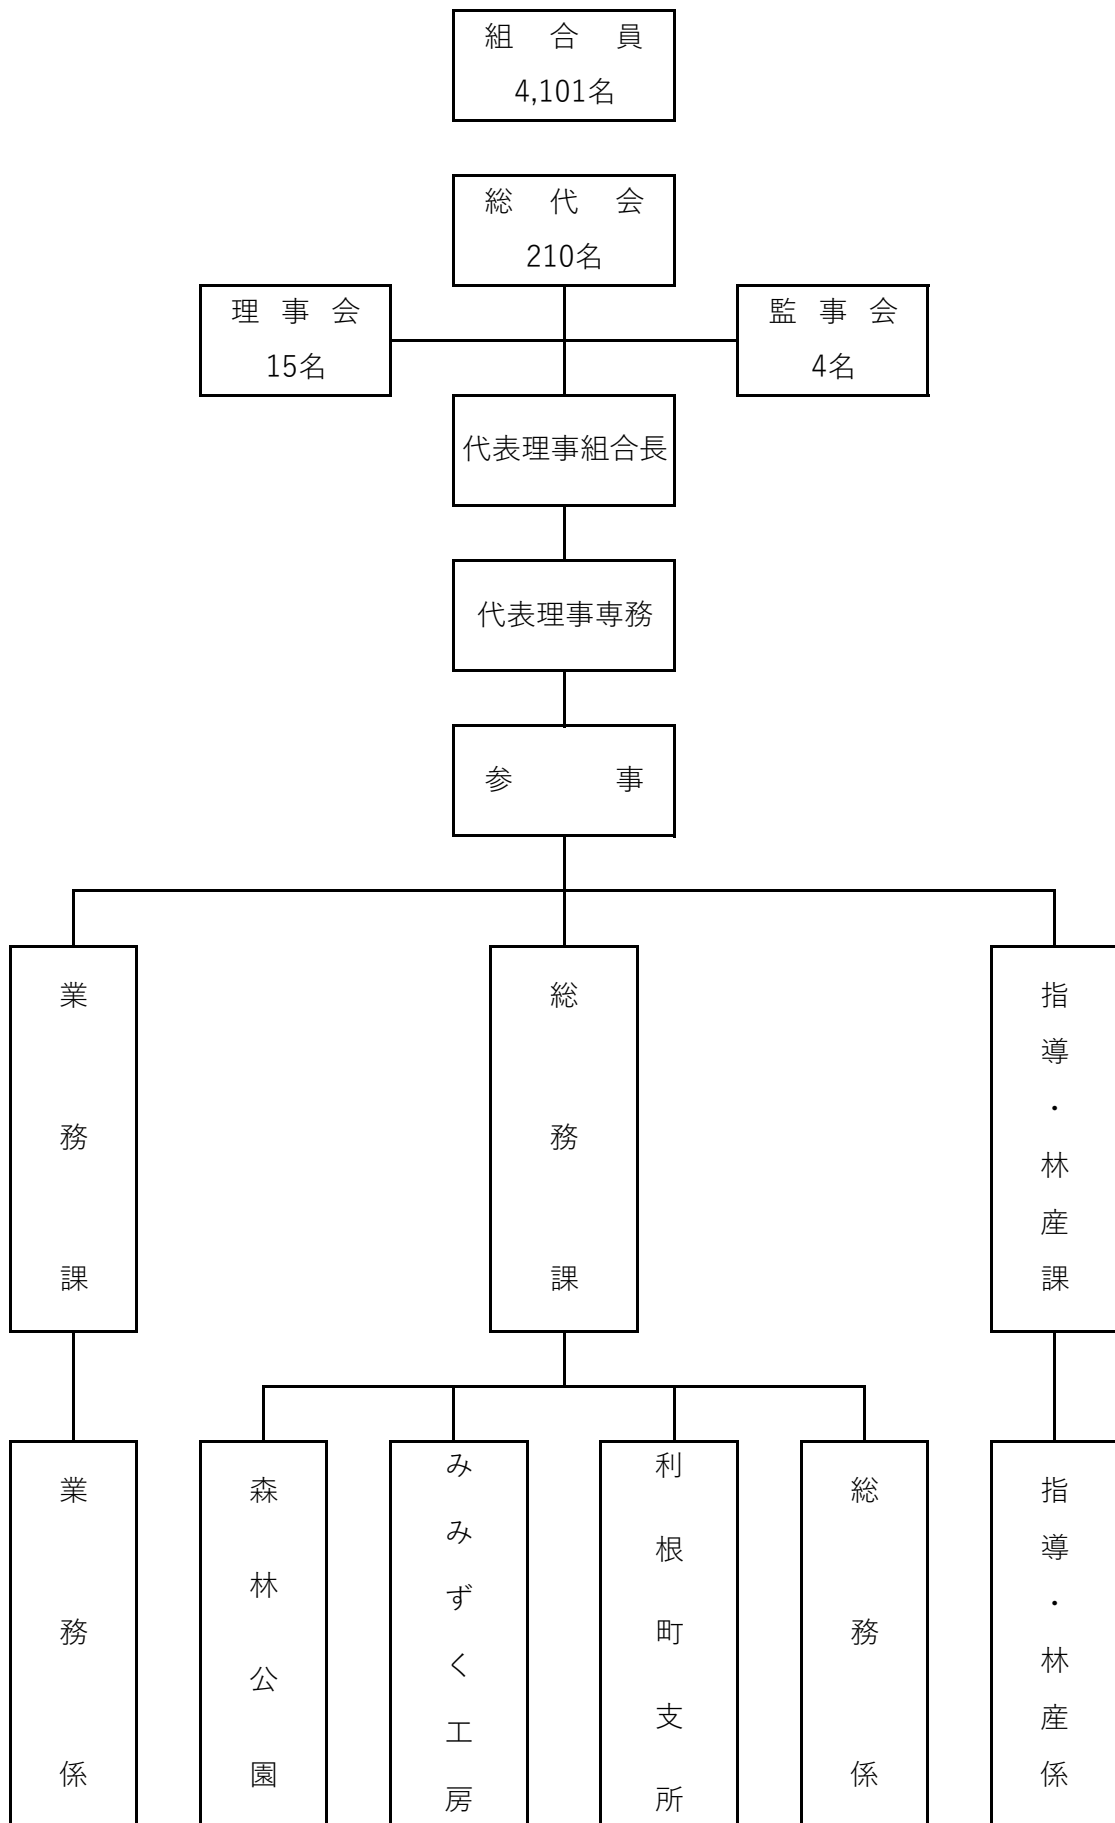 組合員
4,101名
総代会
210名
理事会
15名
監事会
4名
代表理事組合長
代表理事専務
参事
業務課
総務課
指導・林産課
業務係
森林公園
みみずく工房
利根町支所
総務係
指導・林産係